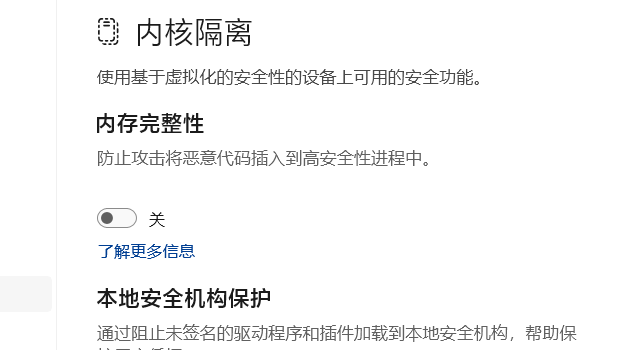 内核隔离
使用基于虚拟化的安全性的设备上可用的安全功能。
内存完整性
防止攻击将恶意代码插入到高安全性进程中。
关
了解更多信息
本地安全机构保护
通过阻止未签名的驱动程序和插件加载到本地安全机构，帮助保